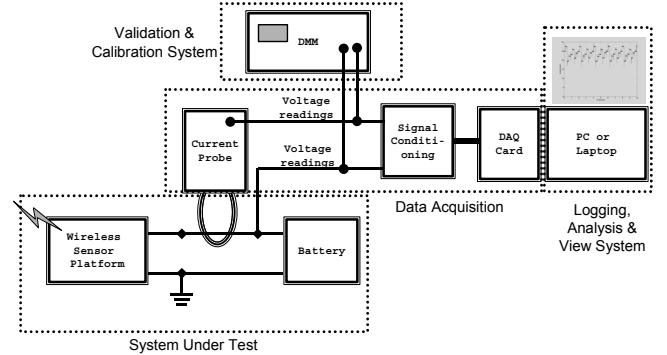 Validation &
Calibration System
DMM
Voltage
readings
Current
Probe
Voltage
readings
Signal
Conditi-
oning
DAQ
Card
PC or
Laptop
Data Acquisition
Logging,
Analysis &
View System
Wireless
Sensor
Platform
Battery
System Under Test